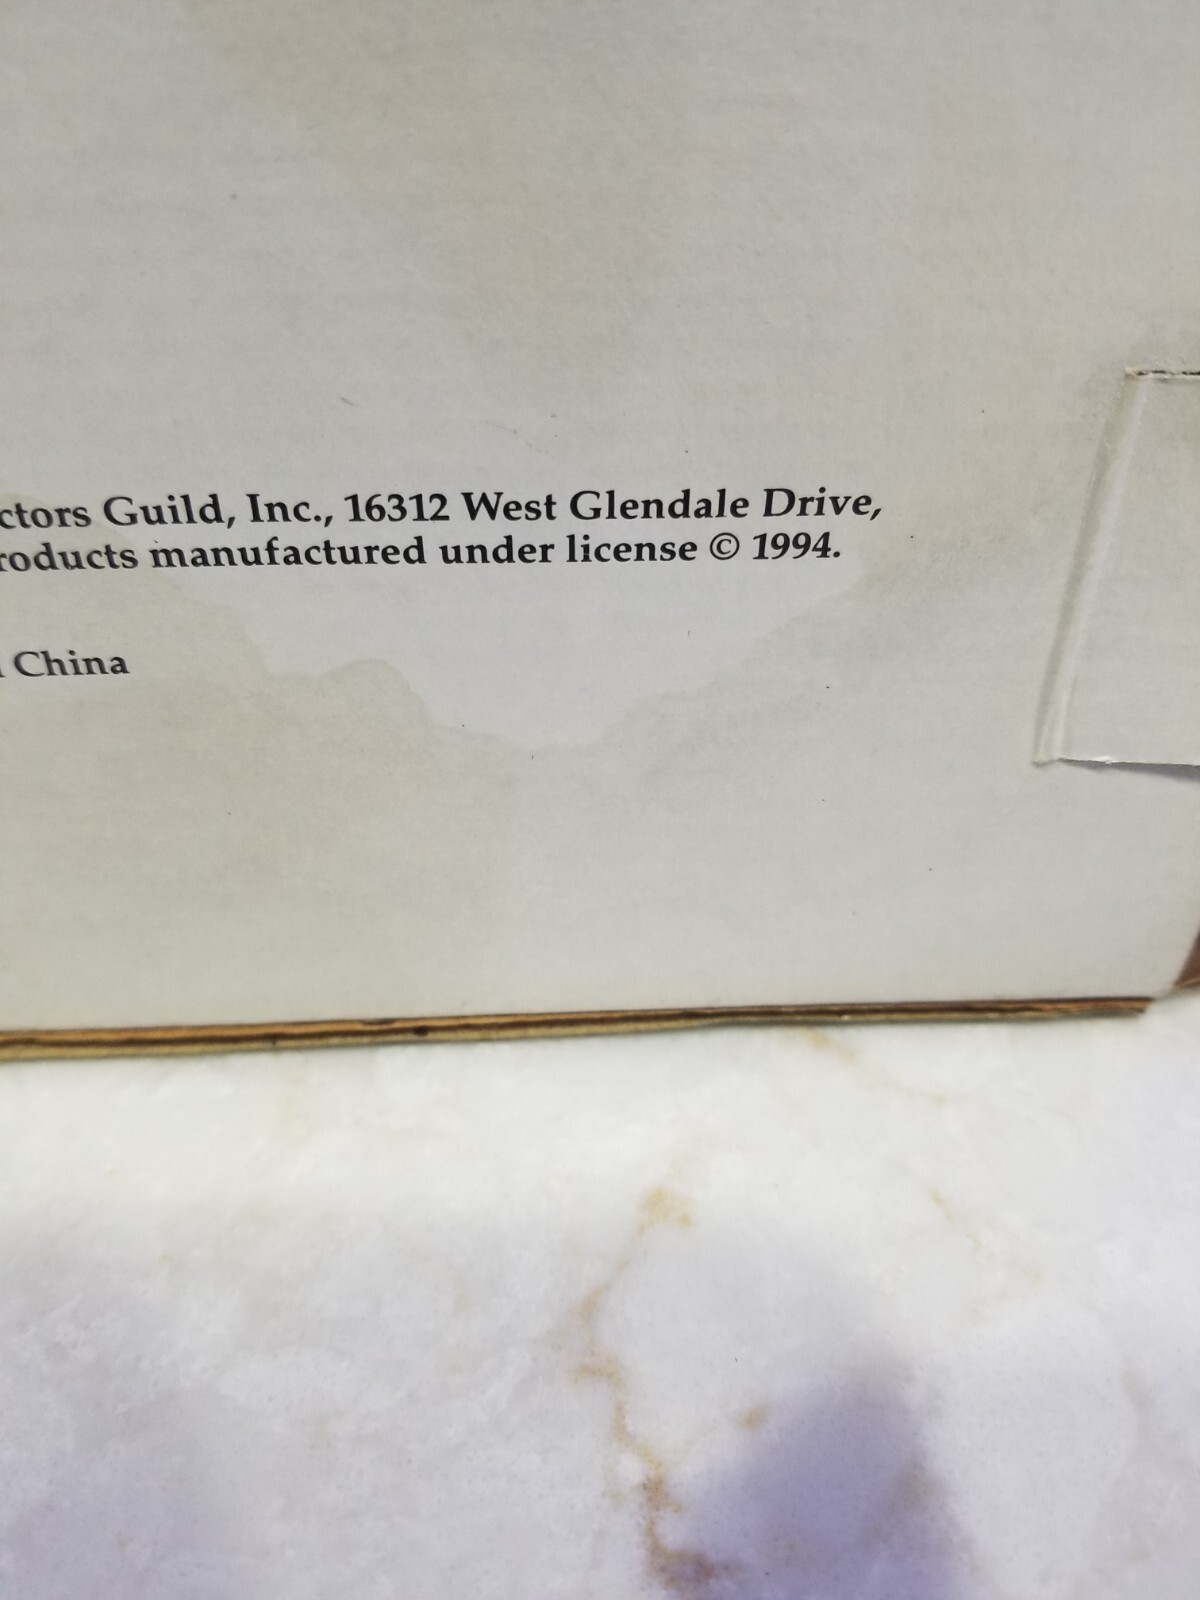 ctors Guild, Inc., 16312 West Glendale Drive,
roducts manufactured under license © 1994.
China